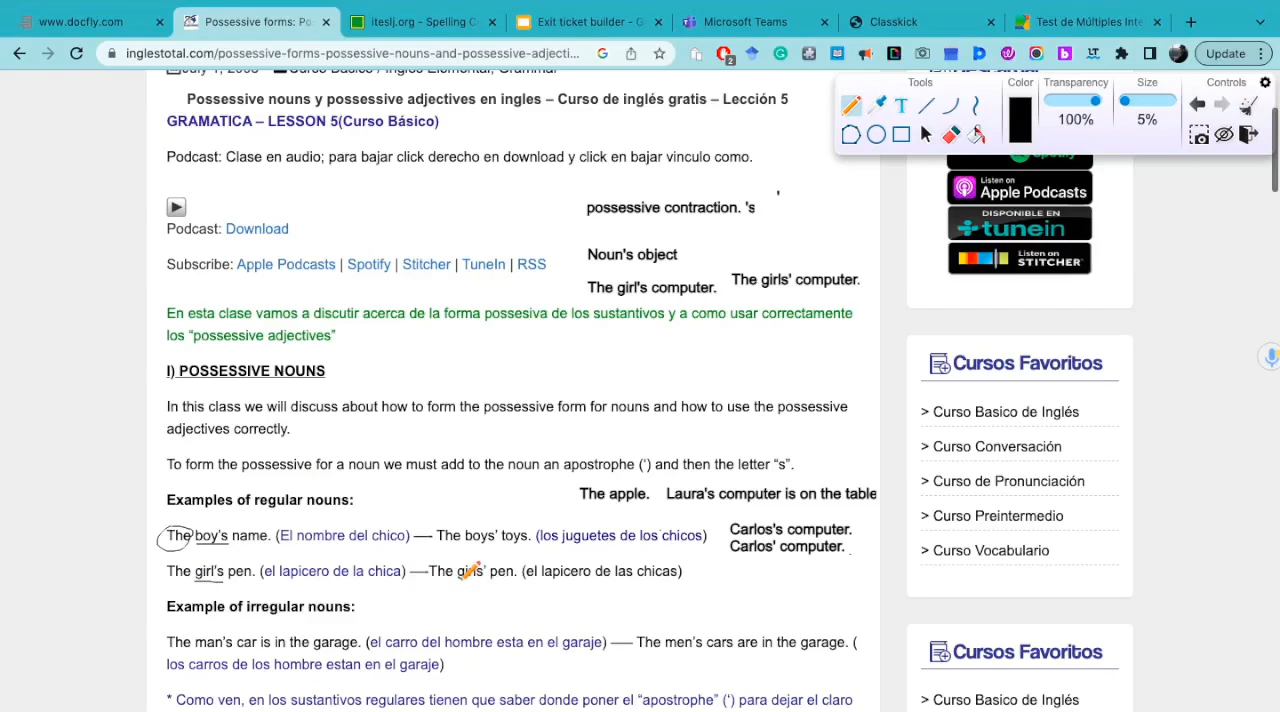 www.docfly.com
Possessive forms: Po
iteslj.org - Spelling C
Exit ticket builder - G
Microsoft Teams
Classkick
Test de Múltiples Inte
inglestotal.com/possessive-forms-possessive-nouns-and-possessive-adjecti...
2
Update
Tools Color Transparency Size Controls
100% 5%
Possessive nouns y possessive adjectives en ingles – Curso de inglés gratis – Lección 5
GRAMATICA – LESSON 5(Curso Básico)
Podcast: Clase en audio; para bajar click derecho en download y click en bajar vinculo como.
'
possessive contraction. 's
Podcast: Download
Noun's object
Subscribe: Apple Podcasts | Spotify | Stitcher | TuneIn | RSS
The girl's computer. The girls' computer.
En esta clase vamos a discutir acerca de la forma possesiva de los sustantivos y a como usar correctamente
los “possessive adjectives”
I) POSSESSIVE NOUNS
In this class we will discuss about how to form the possessive form for nouns and how to use the possessive
adjectives correctly.
To form the possessive for a noun we must add to the noun an apostrophe (‘) and then the letter “s”.
Examples of regular nouns:
The apple. Laura's computer is on the table
The boy’s name. (El nombre del chico) —- The boys’ toys. (los juguetes de los chicos)
Carlos's computer.
Carlos' computer.
The girl’s pen. (el lapicero de la chica) —-The girls’ pen. (el lapicero de las chicas)
Example of irregular nouns:
The man’s car is in the garage. (el carro del hombre esta en el garaje) —- The men’s cars are in the garage. (
los carros de los hombre estan en el garaje)
* Como ven, en los sustantivos regulares tienen que saber donde poner el “apostrophe” (‘) para dejar el claro
Listen on
Apple Podcasts
DISPONIBLE EN
tunein
Listen on
STITCHER
Cursos Favoritos
> Curso Basico de Inglés
> Curso Conversación
> Curso de Pronunciación
> Curso Preintermedio
> Curso Vocabulario
Cursos Favoritos
> Curso Basico de Inglés